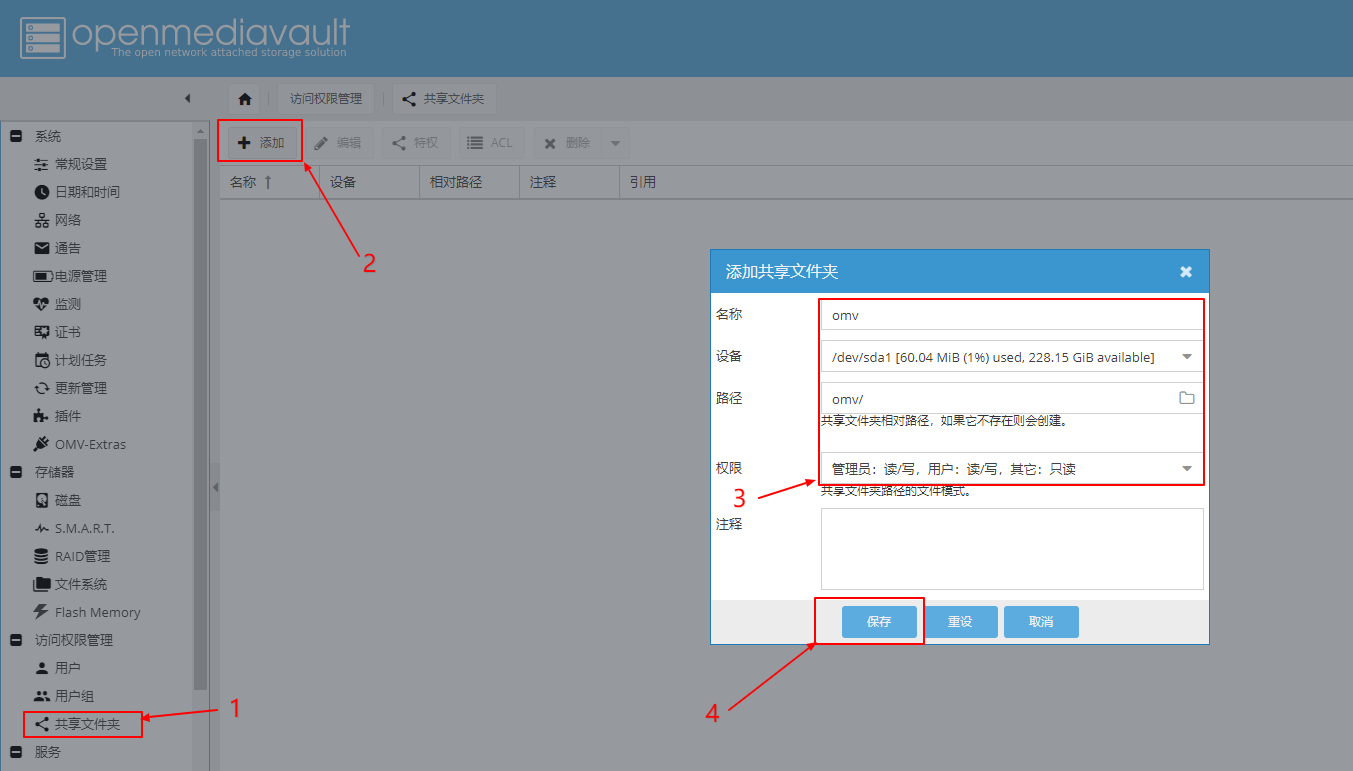 openmediavault
The open network attached storage solution
访问权限管理
共享文件夹
系统
常规设置
日期和时间
网络
通告
电源管理
监测
证书
计划任务
更新管理
插件
OMV-Extras
存储器
磁盘
S.M.A.R.T.
RAID管理
文件系统
Flash Memory
访问权限管理
用户
用户组
共享文件夹
1
服务
添加
编辑
特权
ACL
删除
名称
设备
相对路径
注释
引用
2
添加共享文件夹
名称
omv
设备
/dev/sda1 [60.04 MiB (1%) used, 228.15 GiB available]
路径
omv/
共享文件夹相对路径，如果它不存在则会创建。
权限
管理员：读/写，用户：读/写，其它：只读
共享文件夹路径的文件模式。
3
注释
保存
重设
取消
4